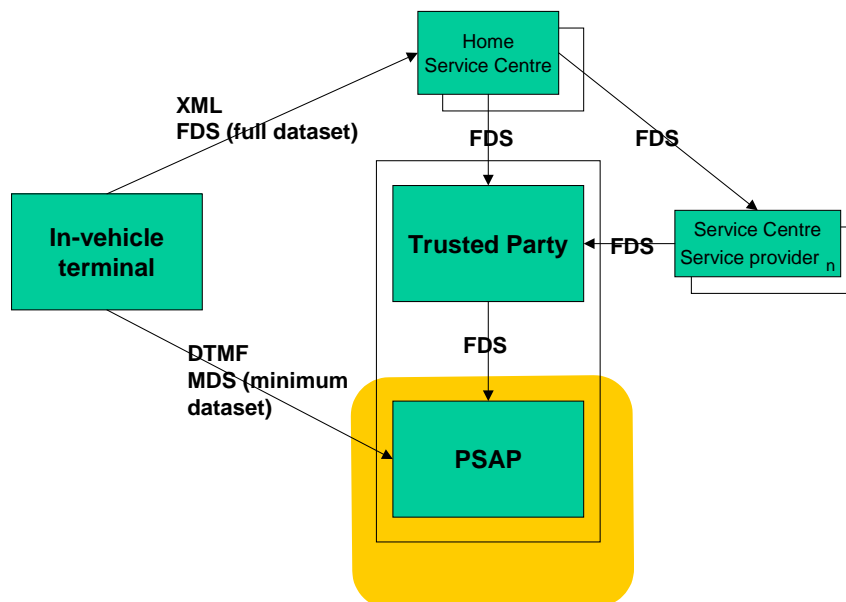 Home
Service Centre
XML
FDS (full dataset)
FDS
FDS
In-vehicle
terminal
Trusted Party
Service Centre
Service provider n
FDS
FDS
DTMF
MDS (minimum
dataset)
PSAP